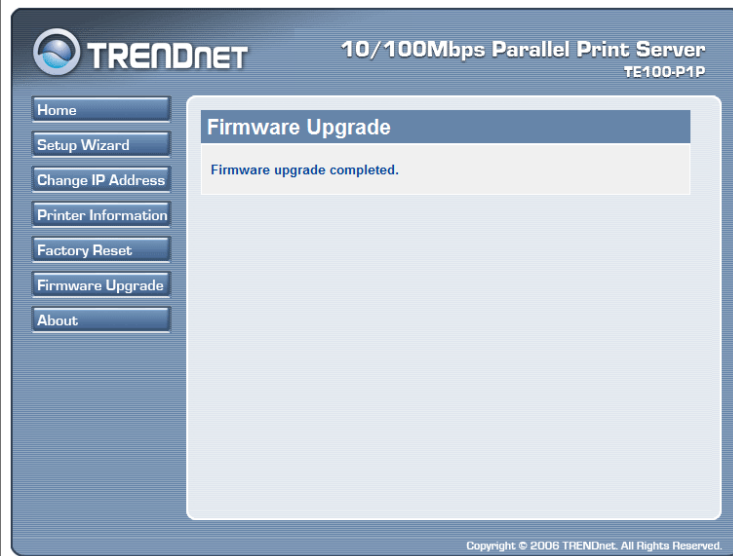 TRENDNET
10/100Mbps Parallel Print Server
TE100-P1P
Home
Setup Wizard
Change IP Address
Printer Information
Factory Reset
Firmware Upgrade
About
Firmware Upgrade
Firmware upgrade completed.
Copyright © 2006 TRENDnet. All Rights Reserved.